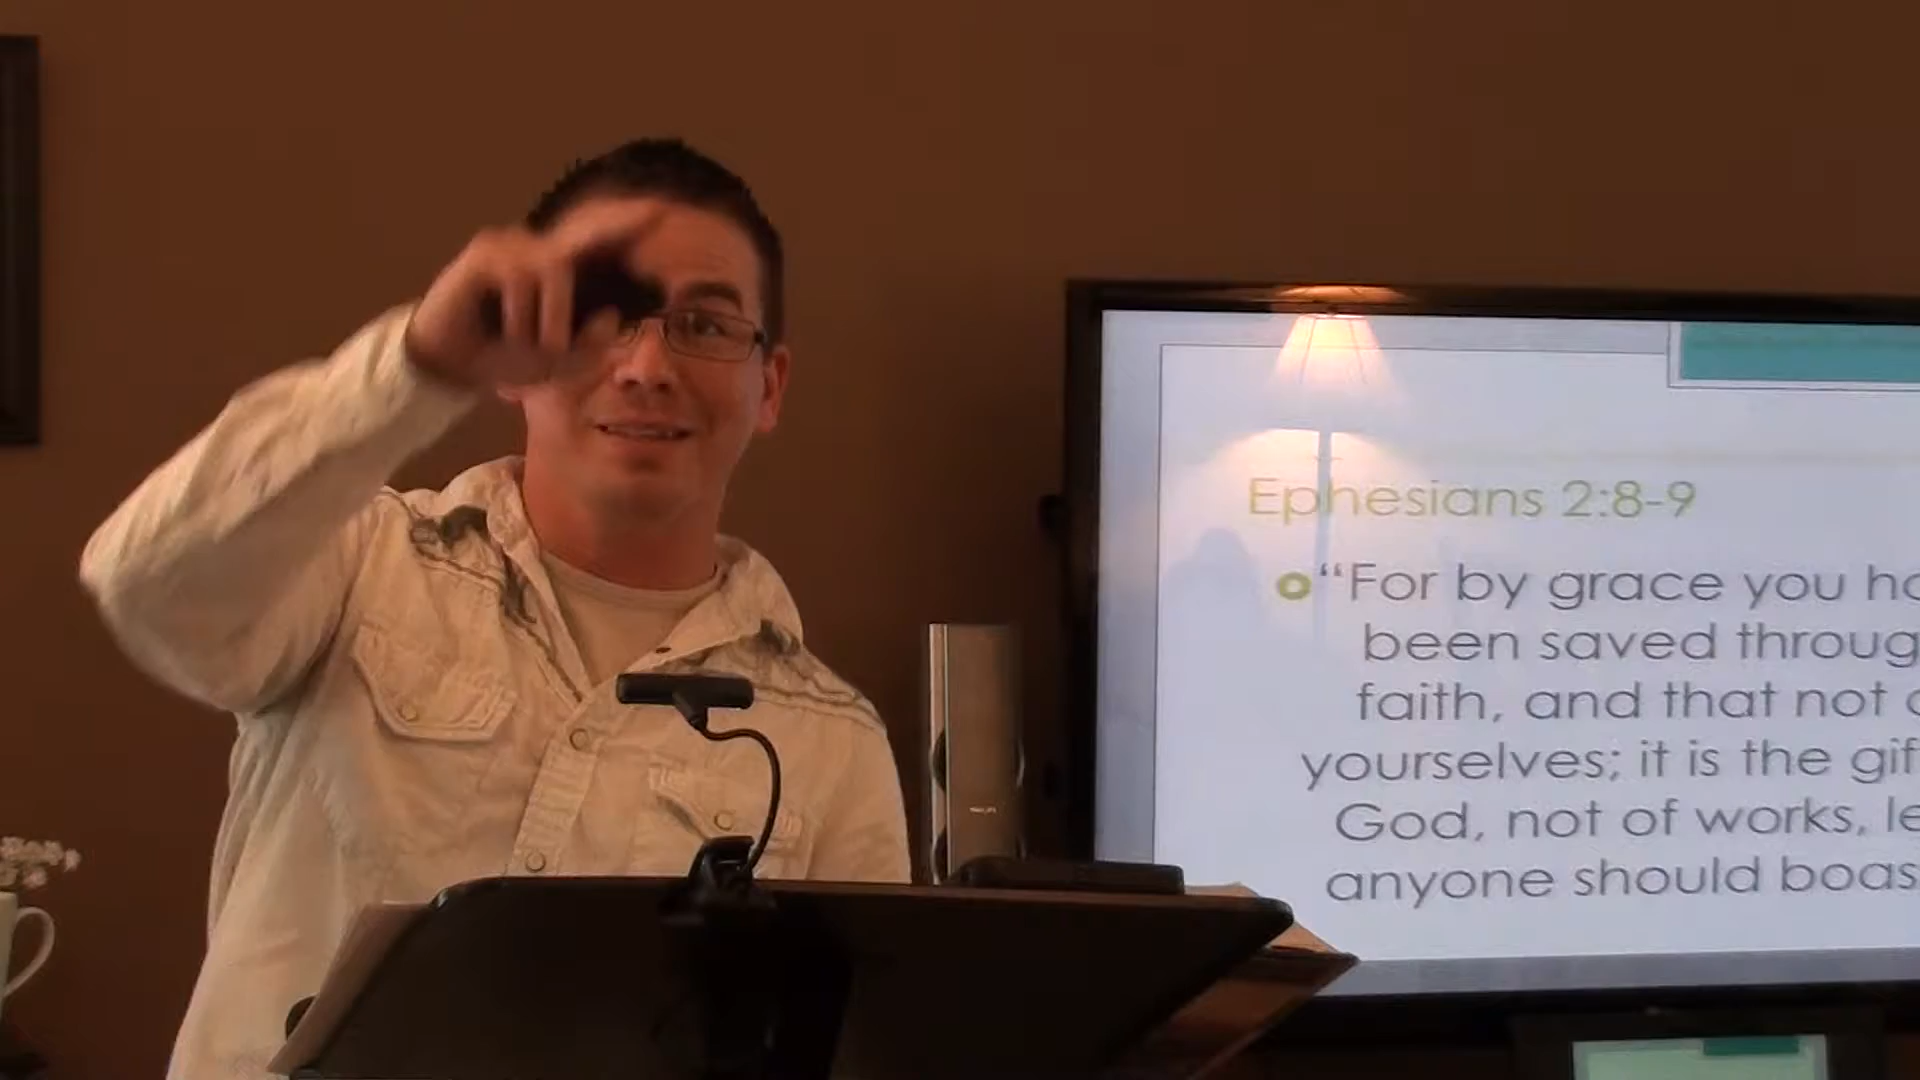 Ephesians 2:8-9
“For by grace you ha
been saved throug
faith, and that not
yourselves; it is the gif
God, not of works, le
anyone should boas